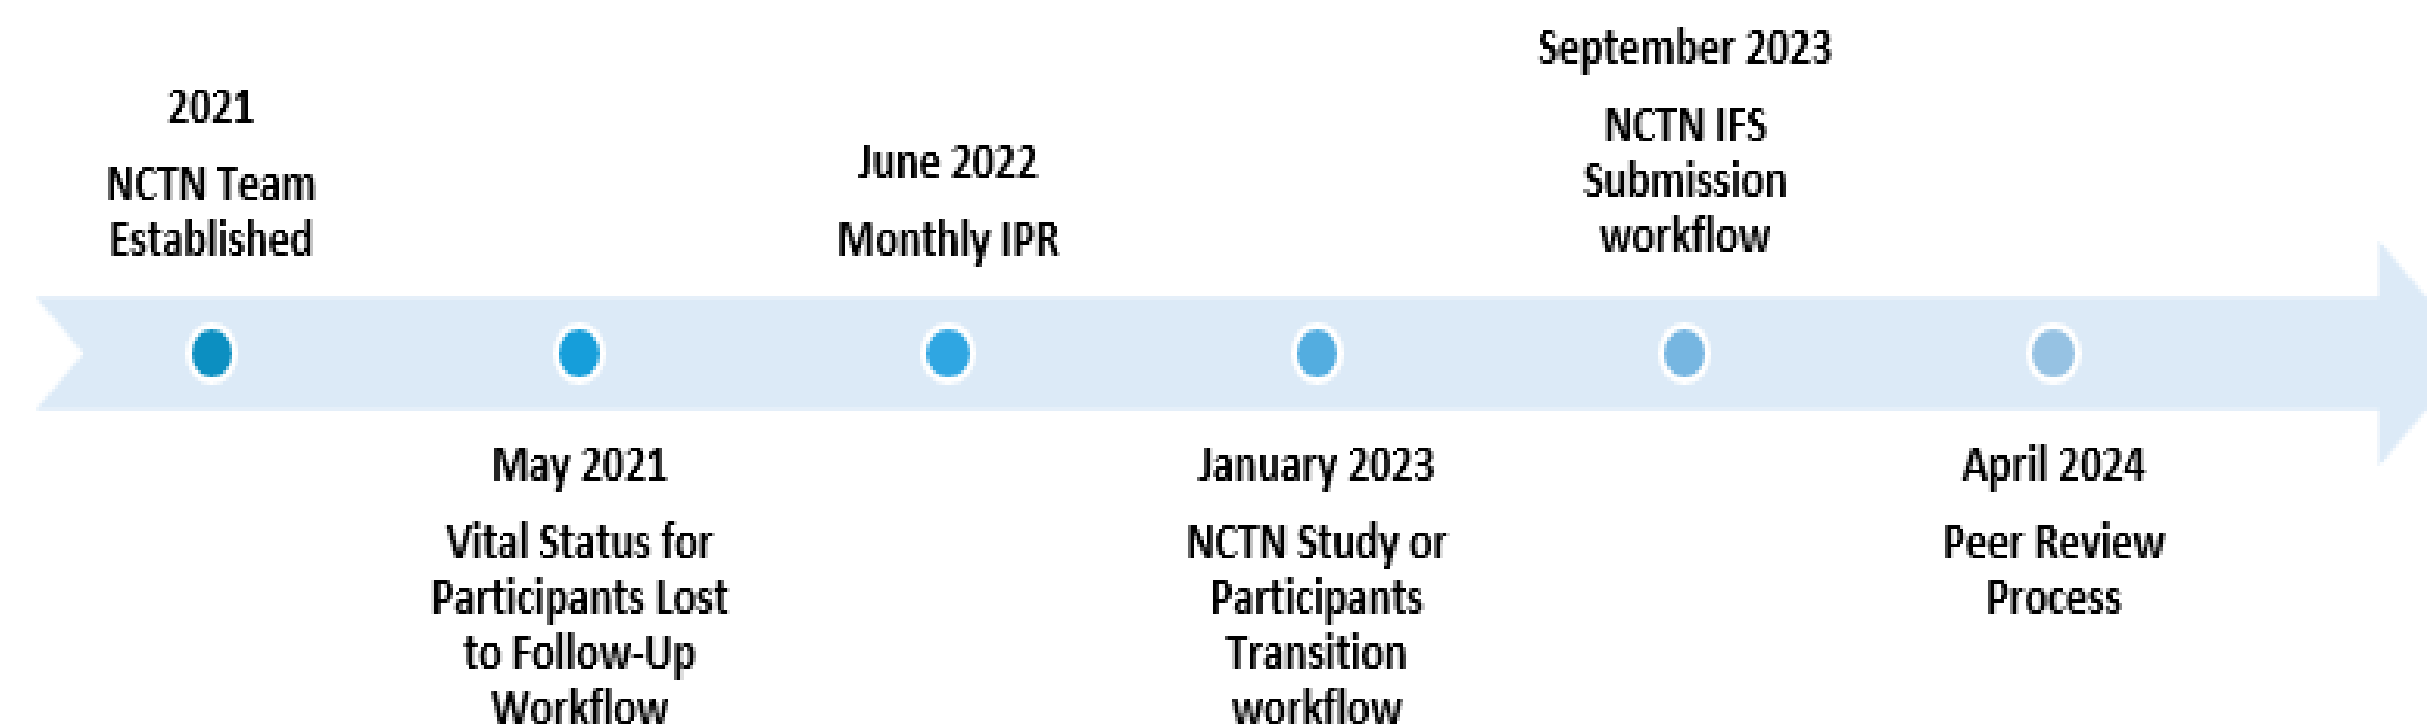 2021
NCTN Team
Established
May 2021
Vital Status for
Participants Lost
to Follow-Up
Workflow
June 2022
Monthly IPR
January 2023
NCTN Study or
Participants
Transition
workflow
September 2023
NCTN IFS
Submission
workflow
April 2024
Peer Review
Process